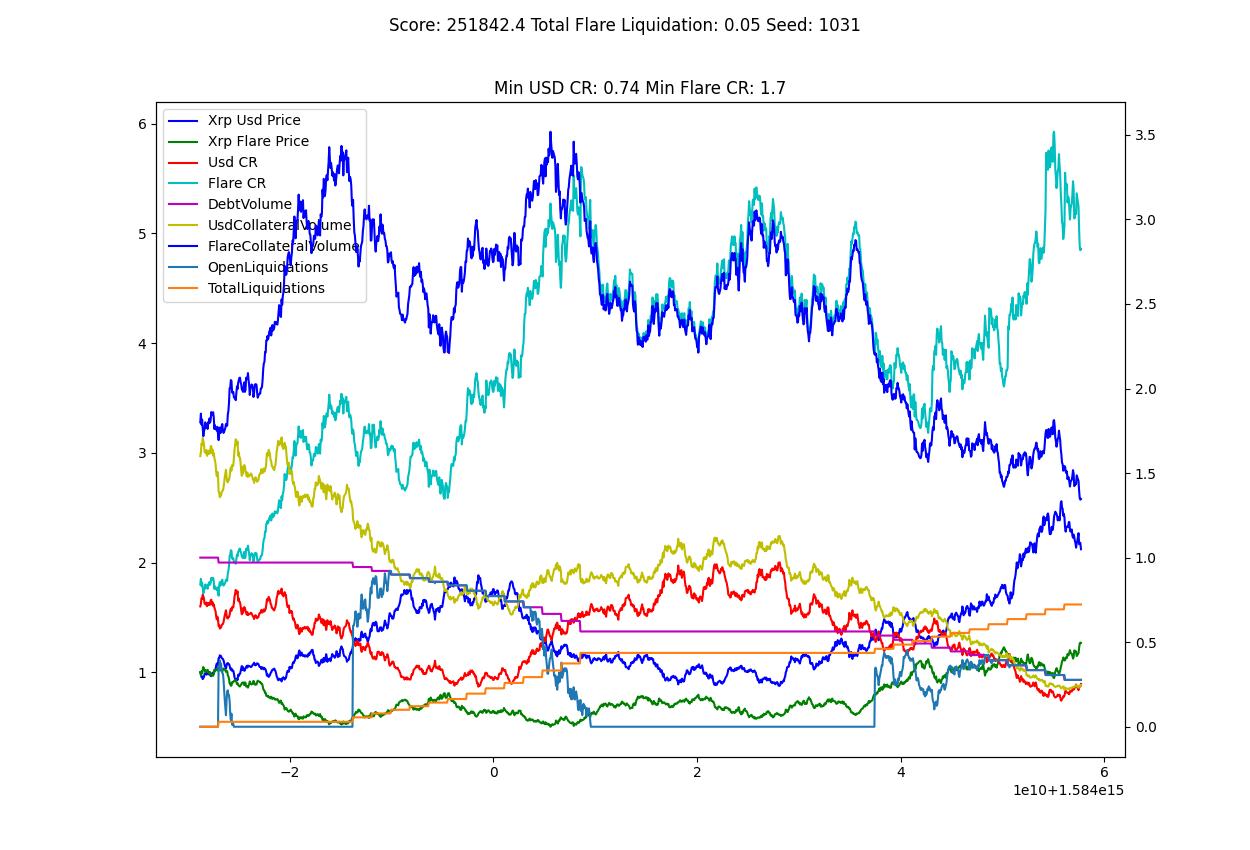 Score: 251842.4 Total Flare Liquidation: 0.05 Seed: 1031
Min USD CR: 0.74 Min Flare CR: 1.7
Xrp Usd Price
Xrp Flare Price
Usd CR
Flare CR
DebtVolume
UsdCollateralVolume
FlareCollateralVolume
OpenLiquidations
TotalLiquidations
6
5
4
3
2
1
3.5
3.0
2.5
2.0
1.5
1.0
0.5
0.0
−2 0 2 4 6
1e10+1.584e15